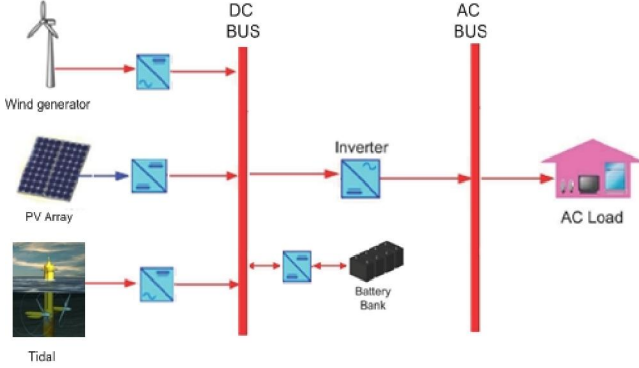 DC
BUS
AC
BUS
Wind generator
Inverter
PV Array
AC Load
Battery
Bank
Tidal